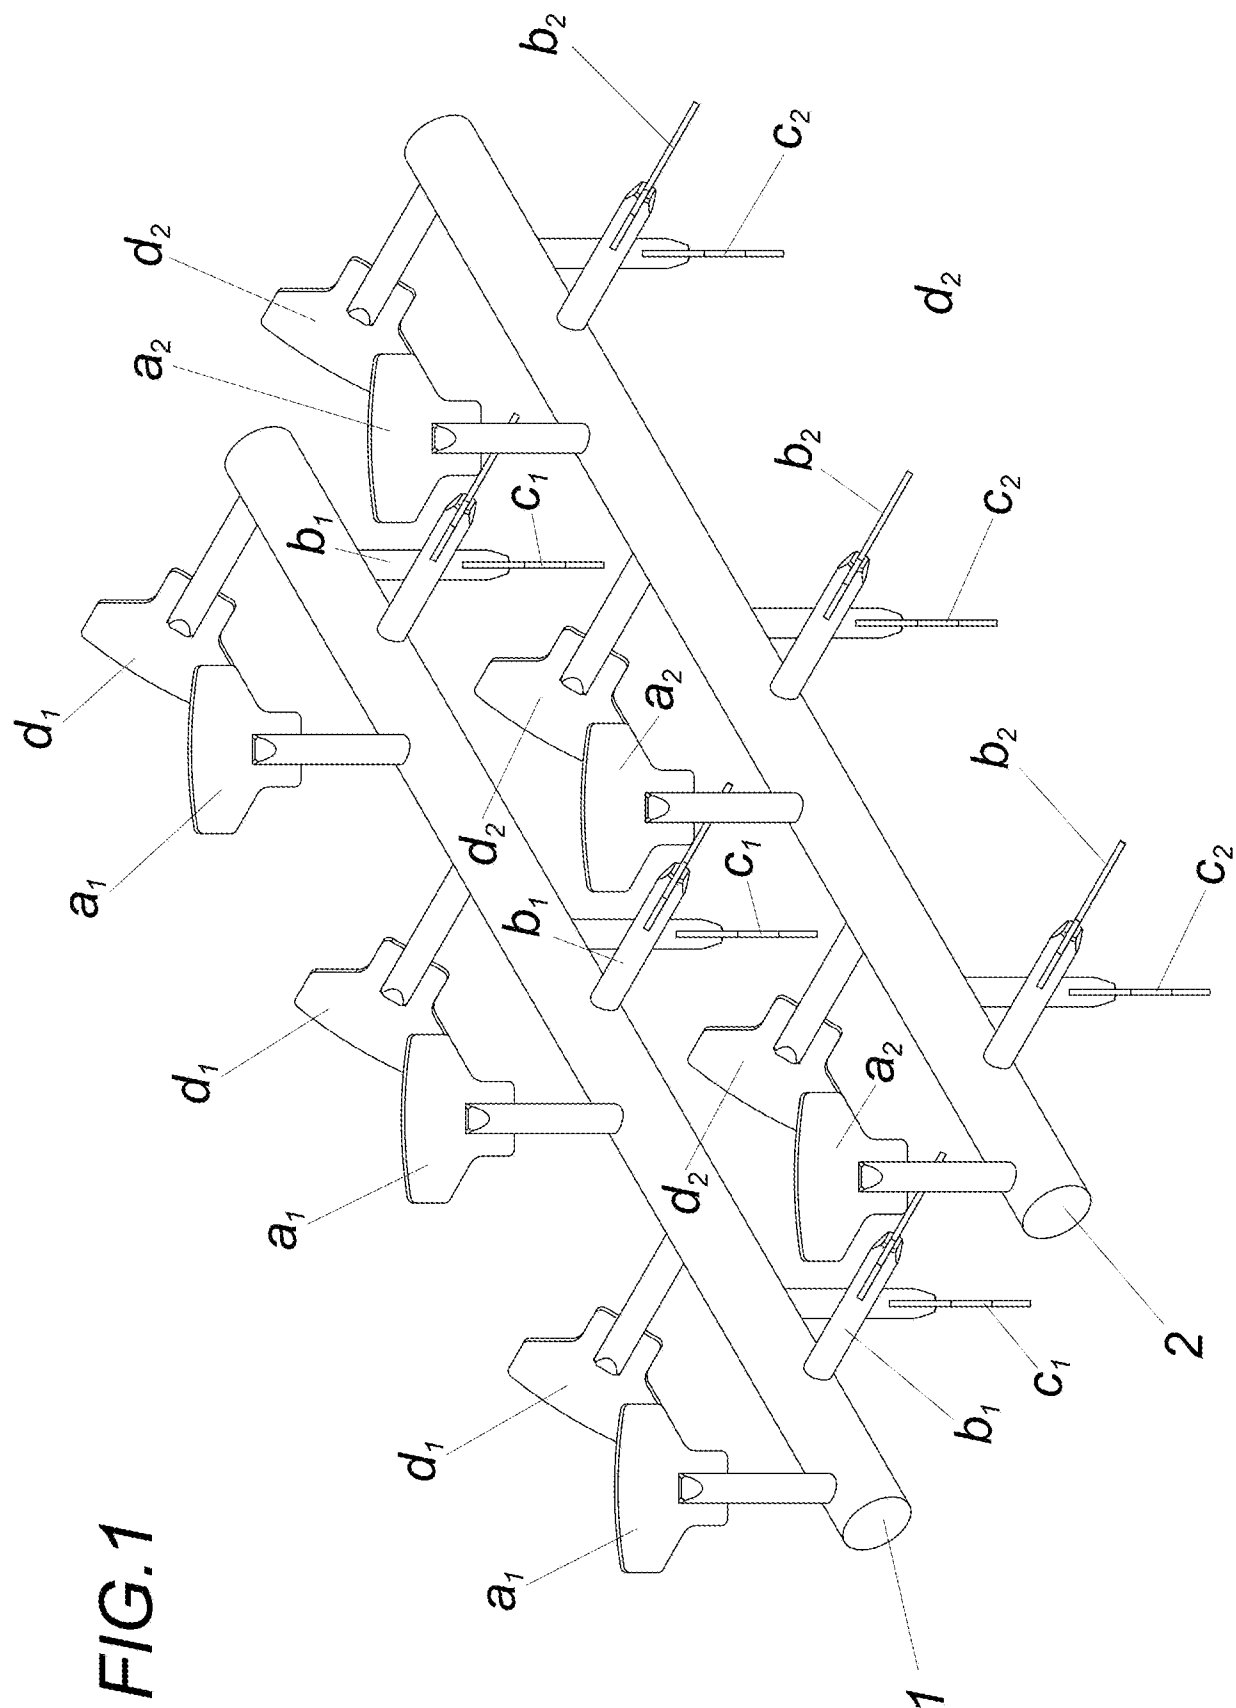 FIG.1
b₂
c₂
d₂
a₂
d₂
b₁
c₁
b₂
c₂
d₁
a₁
a₂
d₂
b₂
c₂
b₁
c₁
d₁
a₁
a₂
d₂
b₁
c₁
2
d₁
a₁
1